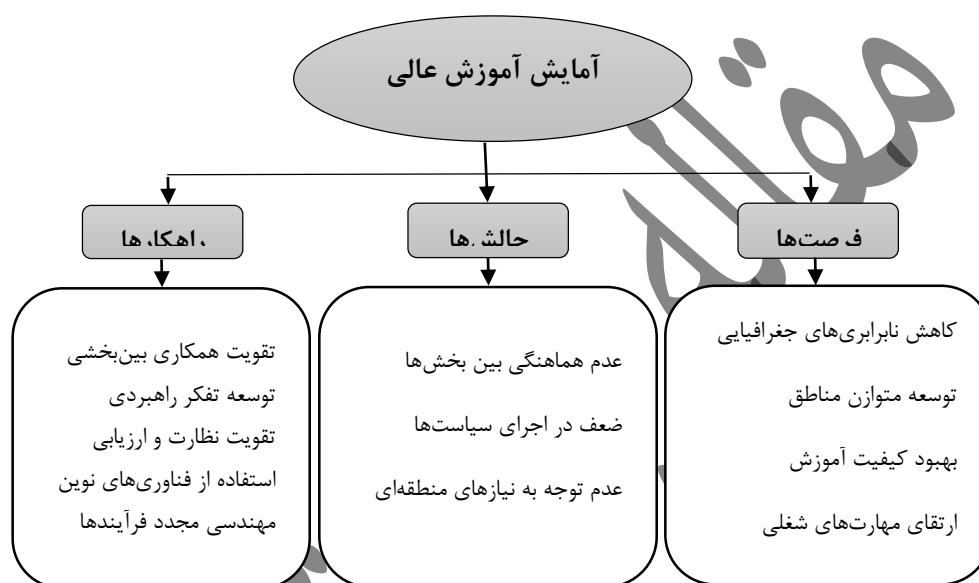 آمایش آموزش عالی
فرصت‌ها
چالش‌ها
راهکارها
کاهش نابرابری‌های جغرافیایی
توسعه متوازن مناطق
بهبود کیفیت آموزش
ارتقای مهارت‌های شغلی
عدم هماهنگی بین بخش‌ها
ضعف در اجرای سیاست‌ها
عدم توجه به نیازهای منطقه‌ای
تقویت همکاری بین‌بخشی
توسعه تفکر راهبردی
تقویت نظارت و ارزیابی
استفاده از فناوری‌های نوین
مهندسی مجدد فرآیندها
مقاله